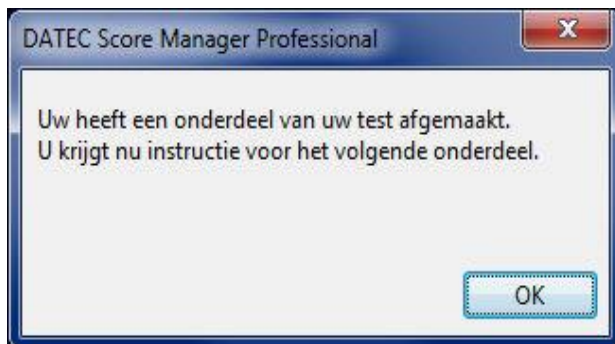 DATEC Score Manager Professional
Uw heeft een onderdeel van uw test afgemaakt.
U krijgt nu instructie voor het volgende onderdeel.
OK